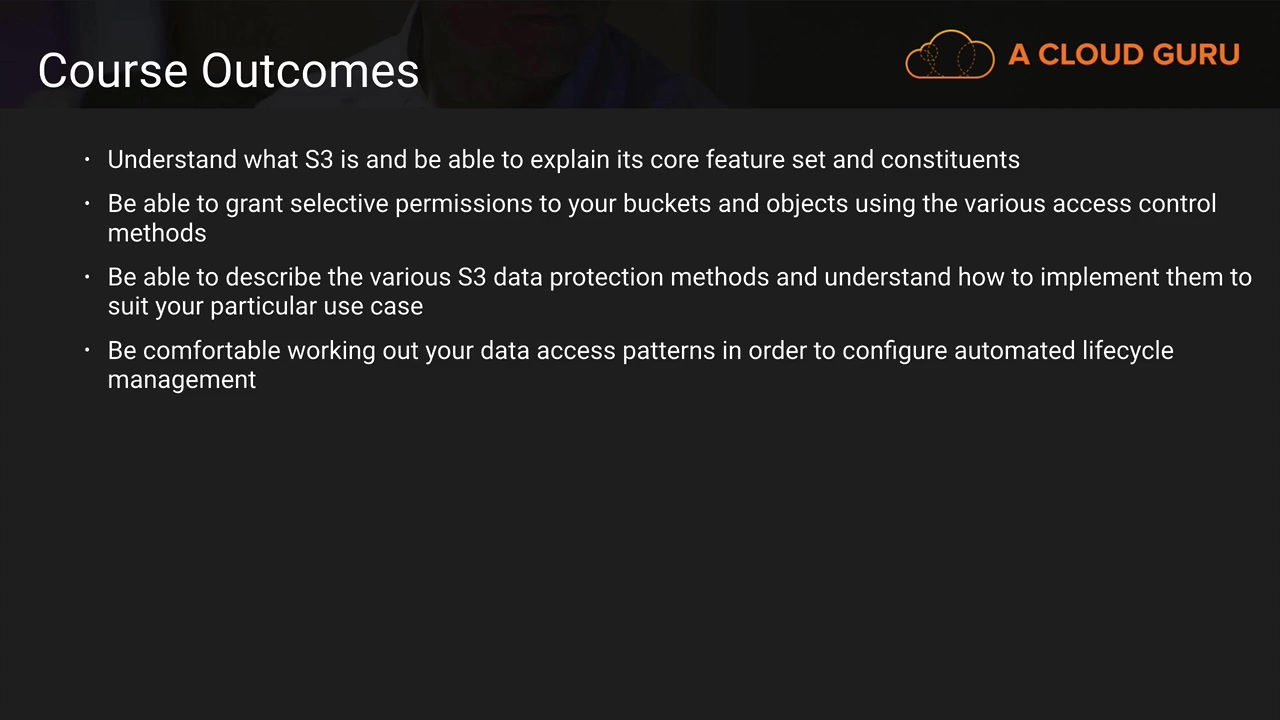 Course Outcomes
A CLOUD GURU
· Understand what S3 is and be able to explain its core feature set and constituents
· Be able to grant selective permissions to your buckets and objects using the various access control
methods
· Be able to describe the various S3 data protection methods and understand how to implement them to
suit your particular use case
· Be comfortable working out your data access patterns in order to configure automated lifecycle
management